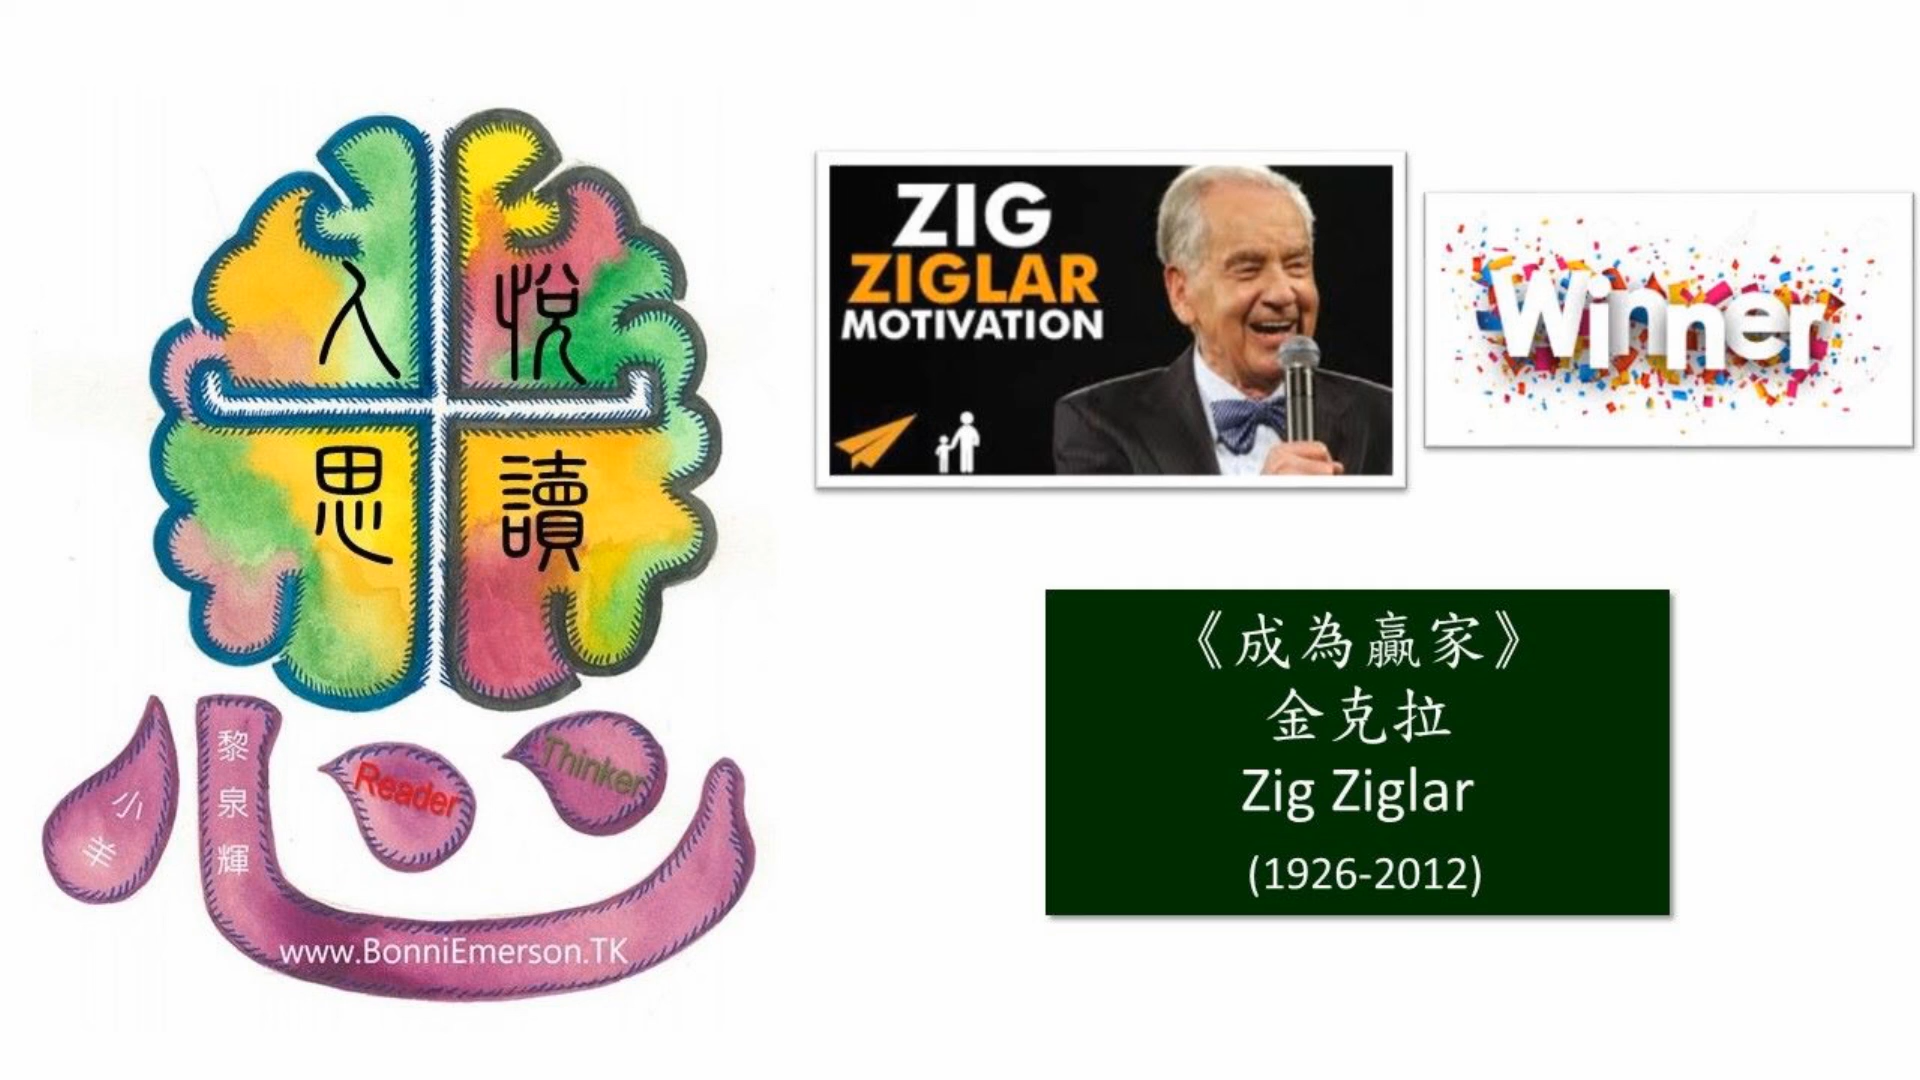 人 悅
思 讀
小羊
黎泉輝
Reader
Thinker
www.BonniEmerson.TK
ZIG
ZIGLAR
MOTIVATION
Winner
《成為贏家》
金克拉
Zig Ziglar
(1926-2012)